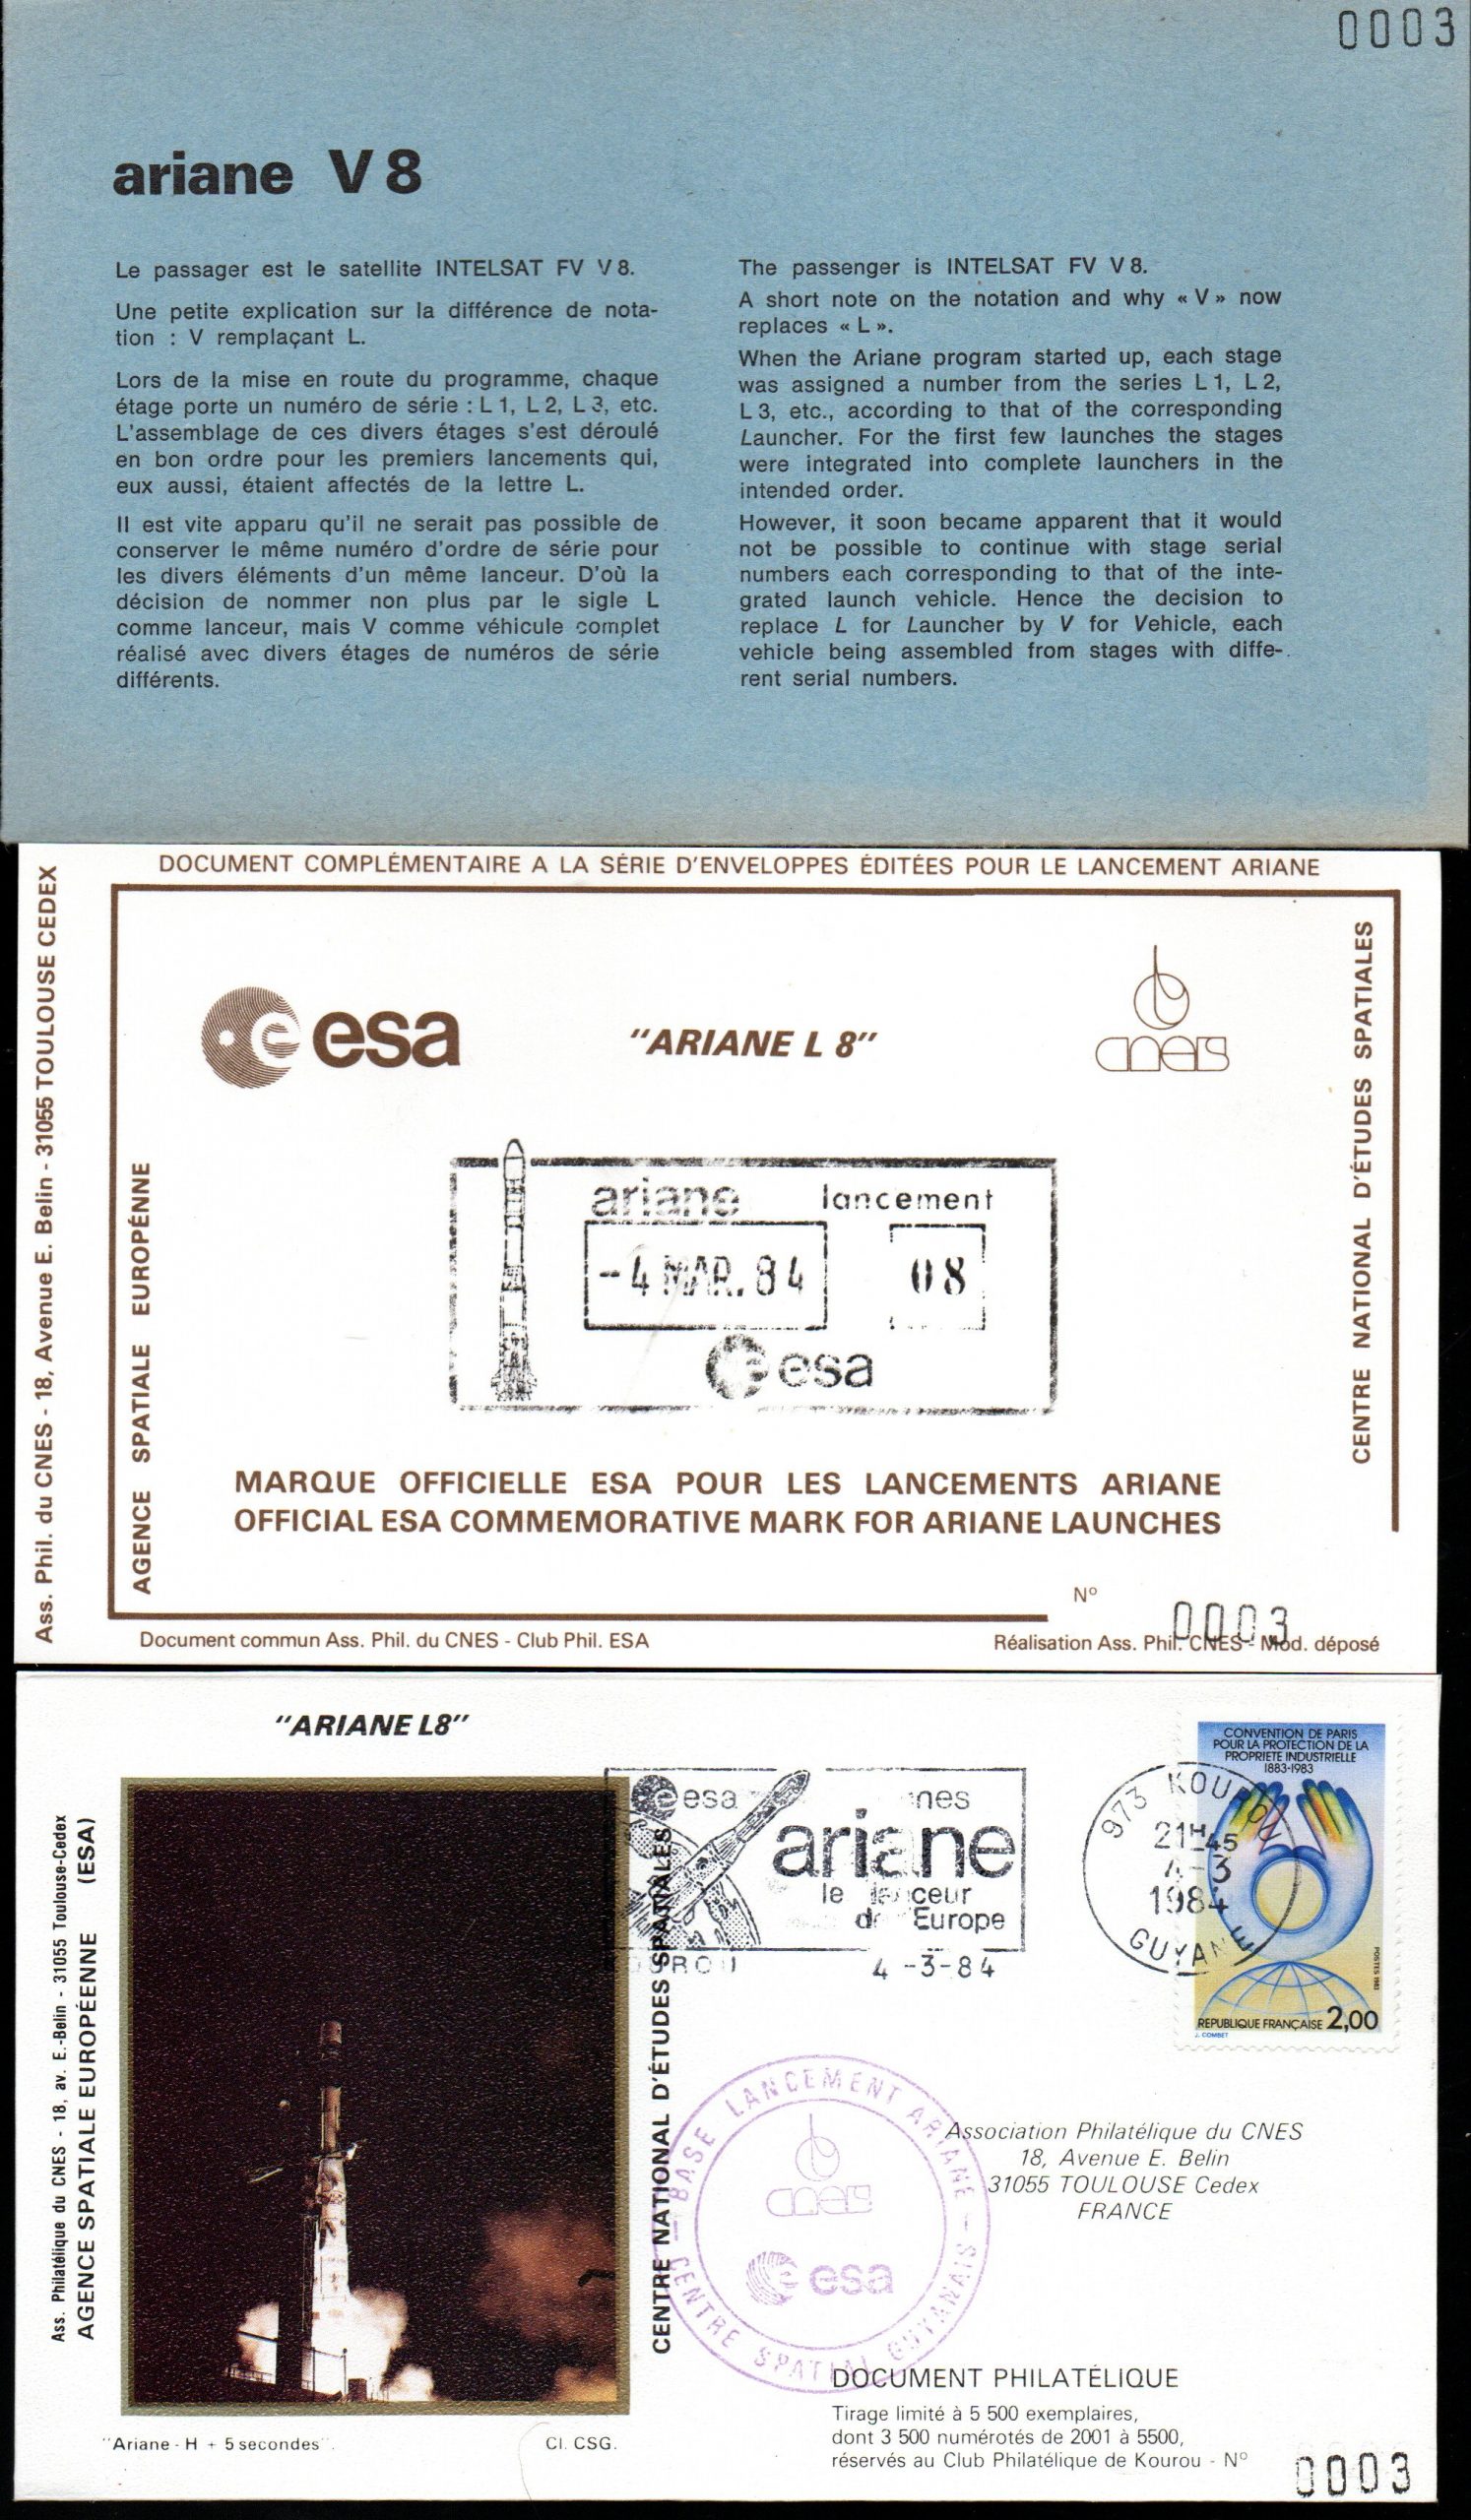 0003
ariane V 8
Le passager est le satellite INTELSAT FV V 8.
Une petite explication sur la différence de nota-
tion : V remplaçant L.
Lors de la mise en route du programme, chaque
étage porte un numéro de série : L 1, L 2, L 3, etc.
L'assemblage de ces divers étages s'est déroulé
en bon ordre pour les premiers lancements qui,
eux aussi, étaient affectés de la lettre L.
Il est vite apparu qu'il ne serait pas possible de
conserver le même numéro d'ordre de série pour
les divers éléments d'un même lanceur. D'où la
décision de nommer non plus par le sigle L
comme lanceur, mais V comme véhicule complet
réalisé avec divers étages de numéros de série
différents.
The passenger is INTELSAT FV V 8.
A short note on the notation and why « V » now
replaces « L ».
When the Ariane program started up, each stage
was assigned a number from the series L 1, L 2,
L 3, etc., according to that of the corresponding
Launcher. For the first few launches the stages
were integrated into complete launchers in the
intended order.
However, it soon became apparent that it would
not be possible to continue with stage serial
numbers each corresponding to that of the inte-
grated launch vehicle. Hence the decision to
replace L for Launcher by V for Vehicle, each
vehicle being assembled from stages with diffe-
rent serial numbers.
DOCUMENT COMPLÉMENTAIRE A LA SÉRIE D'ENVELOPPES ÉDITÉES POUR LE LANCEMENT ARIANE
Ass. Phil. du CNES - 18, Avenue E. Belin - 31055 TOULOUSE CEDEX
AGENCE SPATIALE EUROPÉNNE
esa
"ARIANE L 8"
cnes
CENTRE NATIONAL D'ÉTUDES SPATIALES
ariane lancement
-4 MAR. 84 08
esa
MARQUE OFFICIELLE ESA POUR LES LANCEMENTS ARIANE
OFFICIAL ESA COMMEMORATIVE MARK FOR ARIANE LAUNCHES
N° 0003
Document commun Ass. Phil. du CNES - Club Phil. ESA
Réalisation Ass. Phil. CNES - Mod. déposé
"ARIANE L8"
Ass. Philatélique du CNES - 18, av. E.-Belin - 31055 Toulouse-Cedex
AGENCE SPATIALE EUROPÉENNE (ESA)
CENTRE NATIONAL D'ÉTUDES SPATIALES
esa cnes
ariane
le lanceur
de l'Europe
4-3-84
973 KOUROU
21H45
4-3
1984
GUYANE
CONVENTION DE PARIS
POUR LA PROTECTION DE LA
PROPRIETE INDUSTRIELLE
1883-1983
POSTES 1983
REPUBLIQUE FRANÇAISE 2,00
J. COMBET
BASE LANCEMENT ARIANE
cnes
esa
CENTRE SPATIAL GUYANAIS
Association Philatélique du CNES
18, Avenue E. Belin
31055 TOULOUSE Cedex
FRANCE
DOCUMENT PHILATÉLIQUE
Tirage limité à 5 500 exemplaires,
dont 3 500 numérotés de 2001 à 5500,
réservés au Club Philatélique de Kourou - N° 0003
"Ariane - H + 5 secondes".
Cl. CSG.